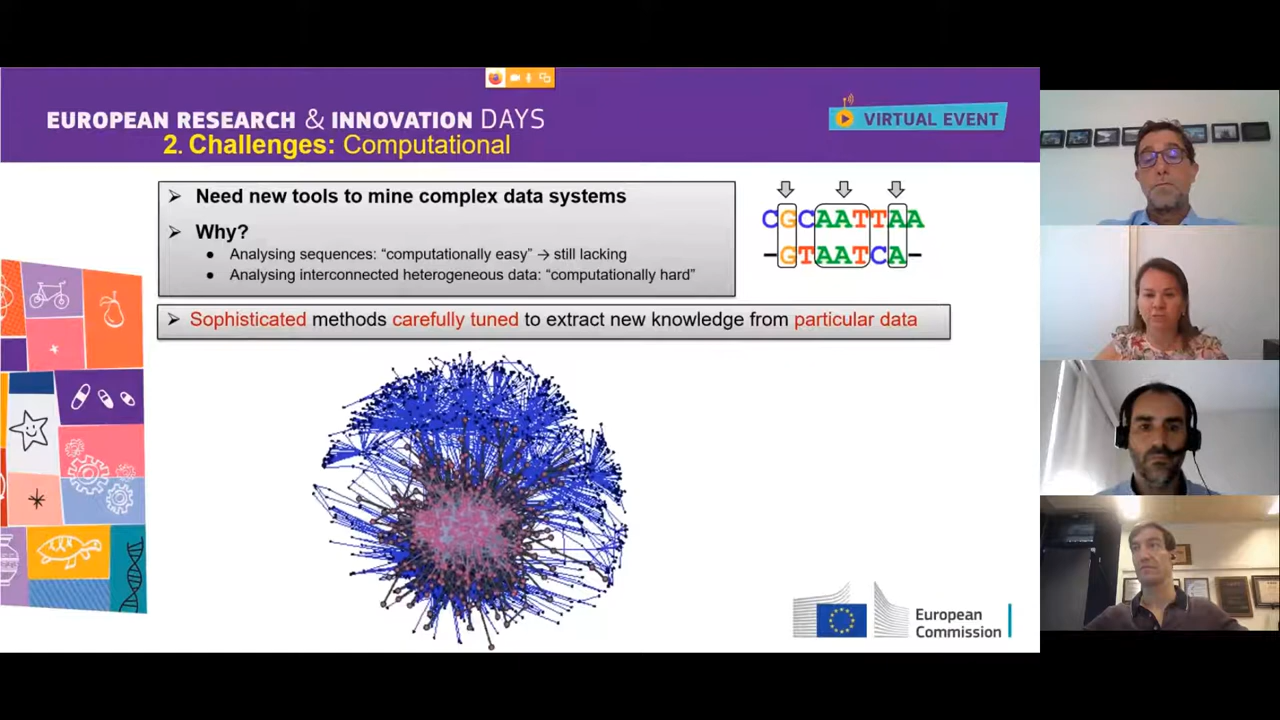 EUROPEAN RESEARCH & INNOVATION DAYS
VIRTUAL EVENT
2. Challenges: Computational
➢ Need new tools to mine complex data systems
➢ Why?
● Analysing sequences: “computationally easy” → still lacking
● Analysing interconnected heterogeneous data: “computationally hard”
CGCAATTAA
–GTAATCA–
➢ Sophisticated methods carefully tuned to extract new knowledge from particular data
European
Commission